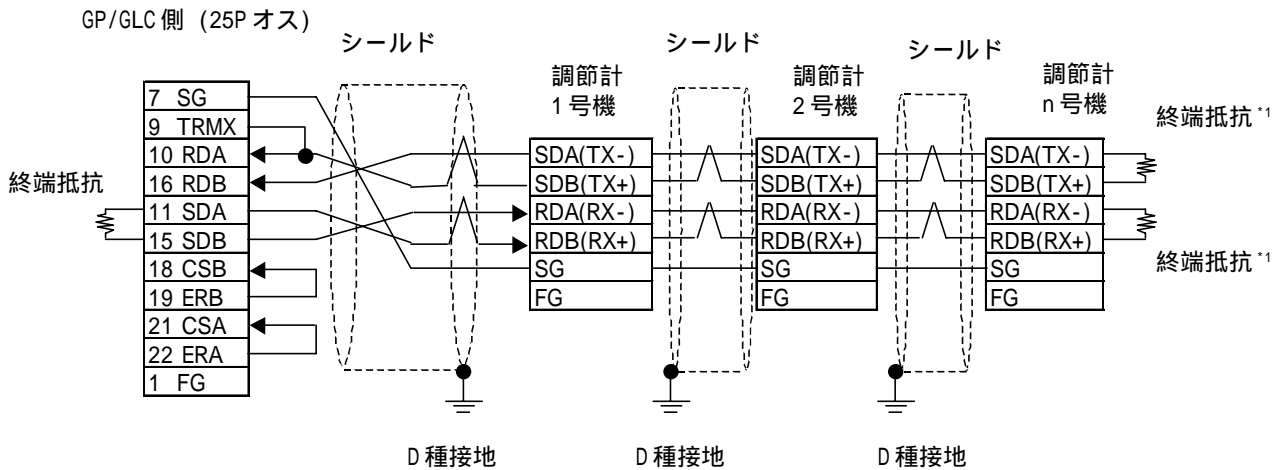 GP/GLC側 (25Pオス)
シールド
シールド
シールド
調節計
1号機
調節計
2号機
調節計
n号機
終端抵抗*1
7 SG
9 TRMX
10 RDA
16 RDB
11 SDA
15 SDB
18 CSB
19 ERB
21 CSA
22 ERA
1 FG
終端抵抗
SDA(TX-)
SDB(TX+)
RDA(RX-)
RDB(RX+)
SG
FG
SDA(TX-)
SDB(TX+)
RDA(RX-)
RDB(RX+)
SG
FG
SDA(TX-)
SDB(TX+)
RDA(RX-)
RDB(RX+)
SG
FG
終端抵抗*1
D種接地
D種接地
D種接地